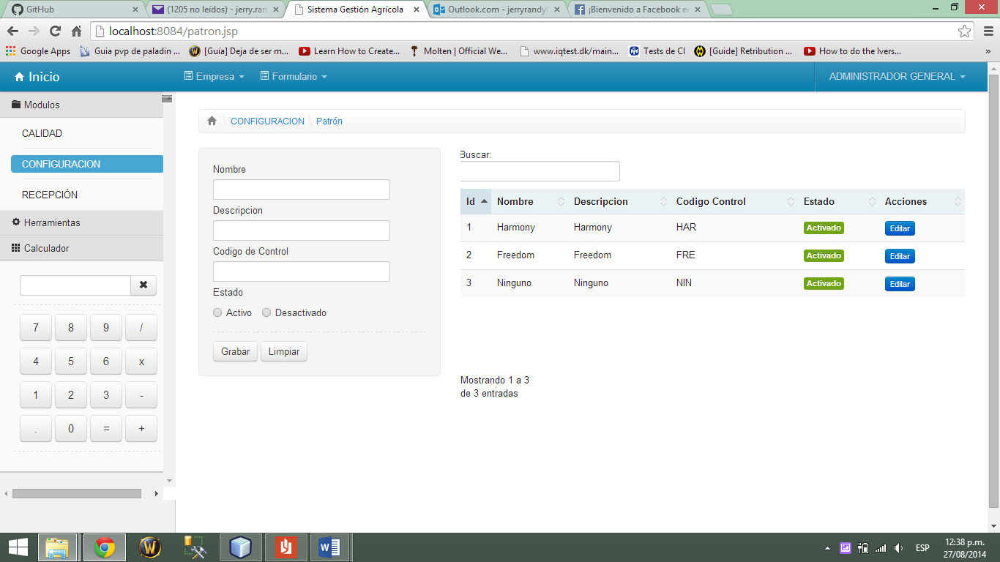 GitHub
(1205 no leídos) - jerry.ran
Sistema Gestión Agrícola
Outlook.com - jerryrandy
¡Bienvenido a Facebook e
localhost:8084/patron.jsp
Google Apps
Guia pvp de paladin ...
[Guía] Deja de ser m...
Learn How to Create...
Molten | Official We...
www.iqtest.dk/main...
Tests de CI
[Guide] Retribution ...
How to do the Ivers...
»
Inicio
Empresa
Formulario
ADMINISTRADOR GENERAL
Modulos
CALIDAD
CONFIGURACION
RECEPCIÓN
Herramientas
Calculador
7 8 9 /
4 5 6 x
1 2 3 -
. 0 = +
CONFIGURACION \ Patrón
Nombre
Descripcion
Codigo de Control
Estado
Activo Desactivado
Grabar Limpiar
Buscar:
Id Nombre Descripcion Codigo Control Estado Acciones
1 Harmony Harmony HAR Activado Editar
2 Freedom Freedom FRE Activado Editar
3 Ninguno Ninguno NIN Activado Editar
Mostrando 1 a 3
de 3 entradas
ESP
12:38 p.m.
27/08/2014